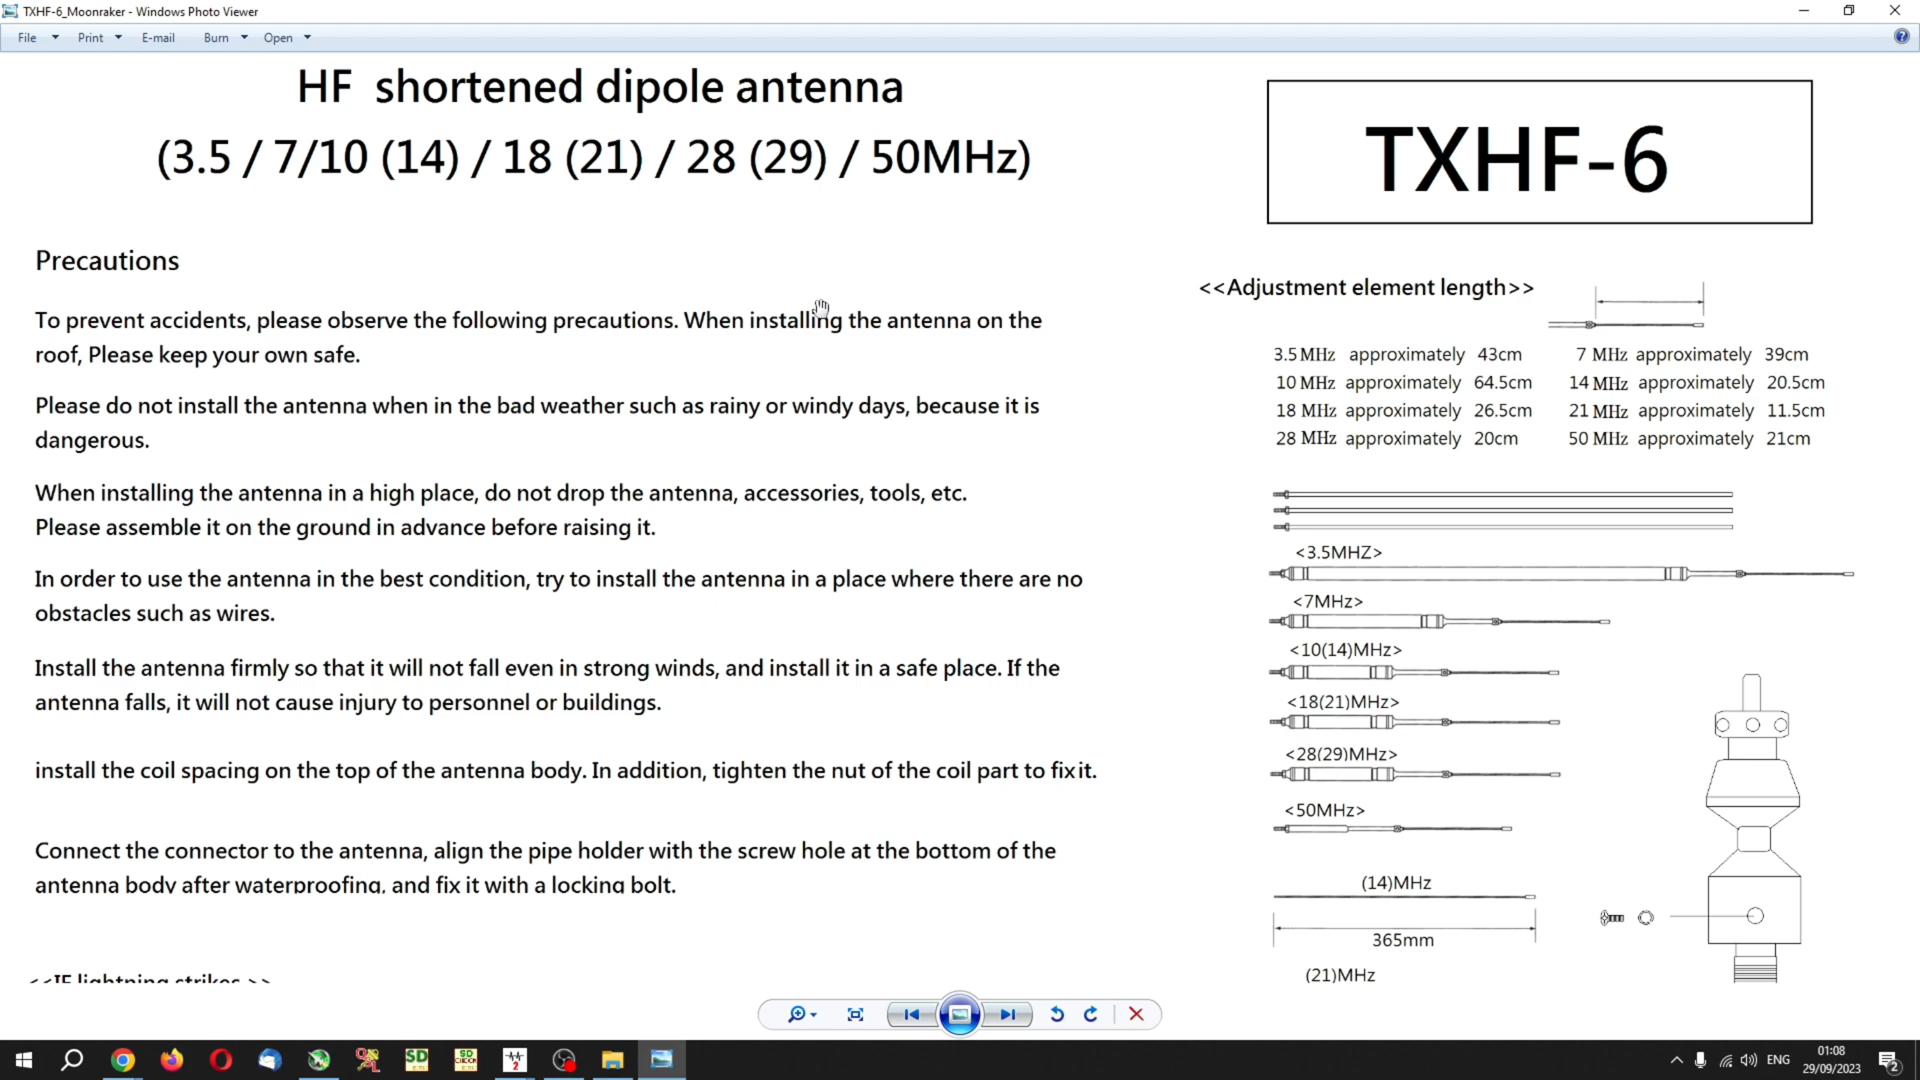 TXHF-6_Moonraker - Windows Photo Viewer
File Print E-mail Burn Open
HF shortened dipole antenna
(3.5 / 7/10 (14) / 18 (21) / 28 (29) / 50MHz)
TXHF-6
Precautions
To prevent accidents, please observe the following precautions. When installing the antenna on the
roof, Please keep your own safe.
Please do not install the antenna when in the bad weather such as rainy or windy days, because it is
dangerous.
When installing the antenna in a high place, do not drop the antenna, accessories, tools, etc.
Please assemble it on the ground in advance before raising it.
In order to use the antenna in the best condition, try to install the antenna in a place where there are no
obstacles such as wires.
Install the antenna firmly so that it will not fall even in strong winds, and install it in a safe place. If the
antenna falls, it will not cause injury to personnel or buildings.
install the coil spacing on the top of the antenna body. In addition, tighten the nut of the coil part to fix it.
Connect the connector to the antenna, align the pipe holder with the screw hole at the bottom of the
antenna body after waterproofing, and fix it with a locking bolt.
<<IF lightning strikes >>
<<Adjustment element length>>
3.5 MHz approximately 43cm 7 MHz approximately 39cm
10 MHz approximately 64.5cm 14 MHz approximately 20.5cm
18 MHz approximately 26.5cm 21 MHz approximately 11.5cm
28 MHz approximately 20cm 50 MHz approximately 21cm
<3.5MHZ>
<7MHz>
<10(14)MHz>
<18(21)MHz>
<28(29)MHz>
<50MHz>
(14)MHz
365mm
(21)MHz
SD
SD
CHECK
2
ENG
01:08
29/09/2023
2